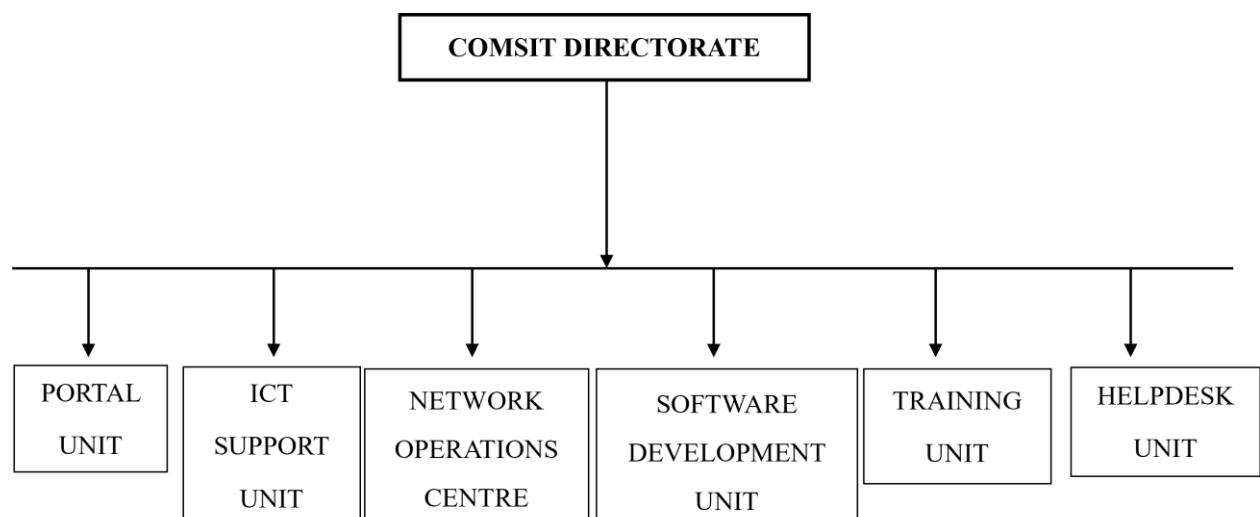 COMSIT DIRECTORATE
PORTAL
UNIT
ICT
SUPPORT
UNIT
NETWORK
OPERATIONS
CENTRE
SOFTWARE
DEVELOPMENT
UNIT
TRAINING
UNIT
HELPDESK
UNIT